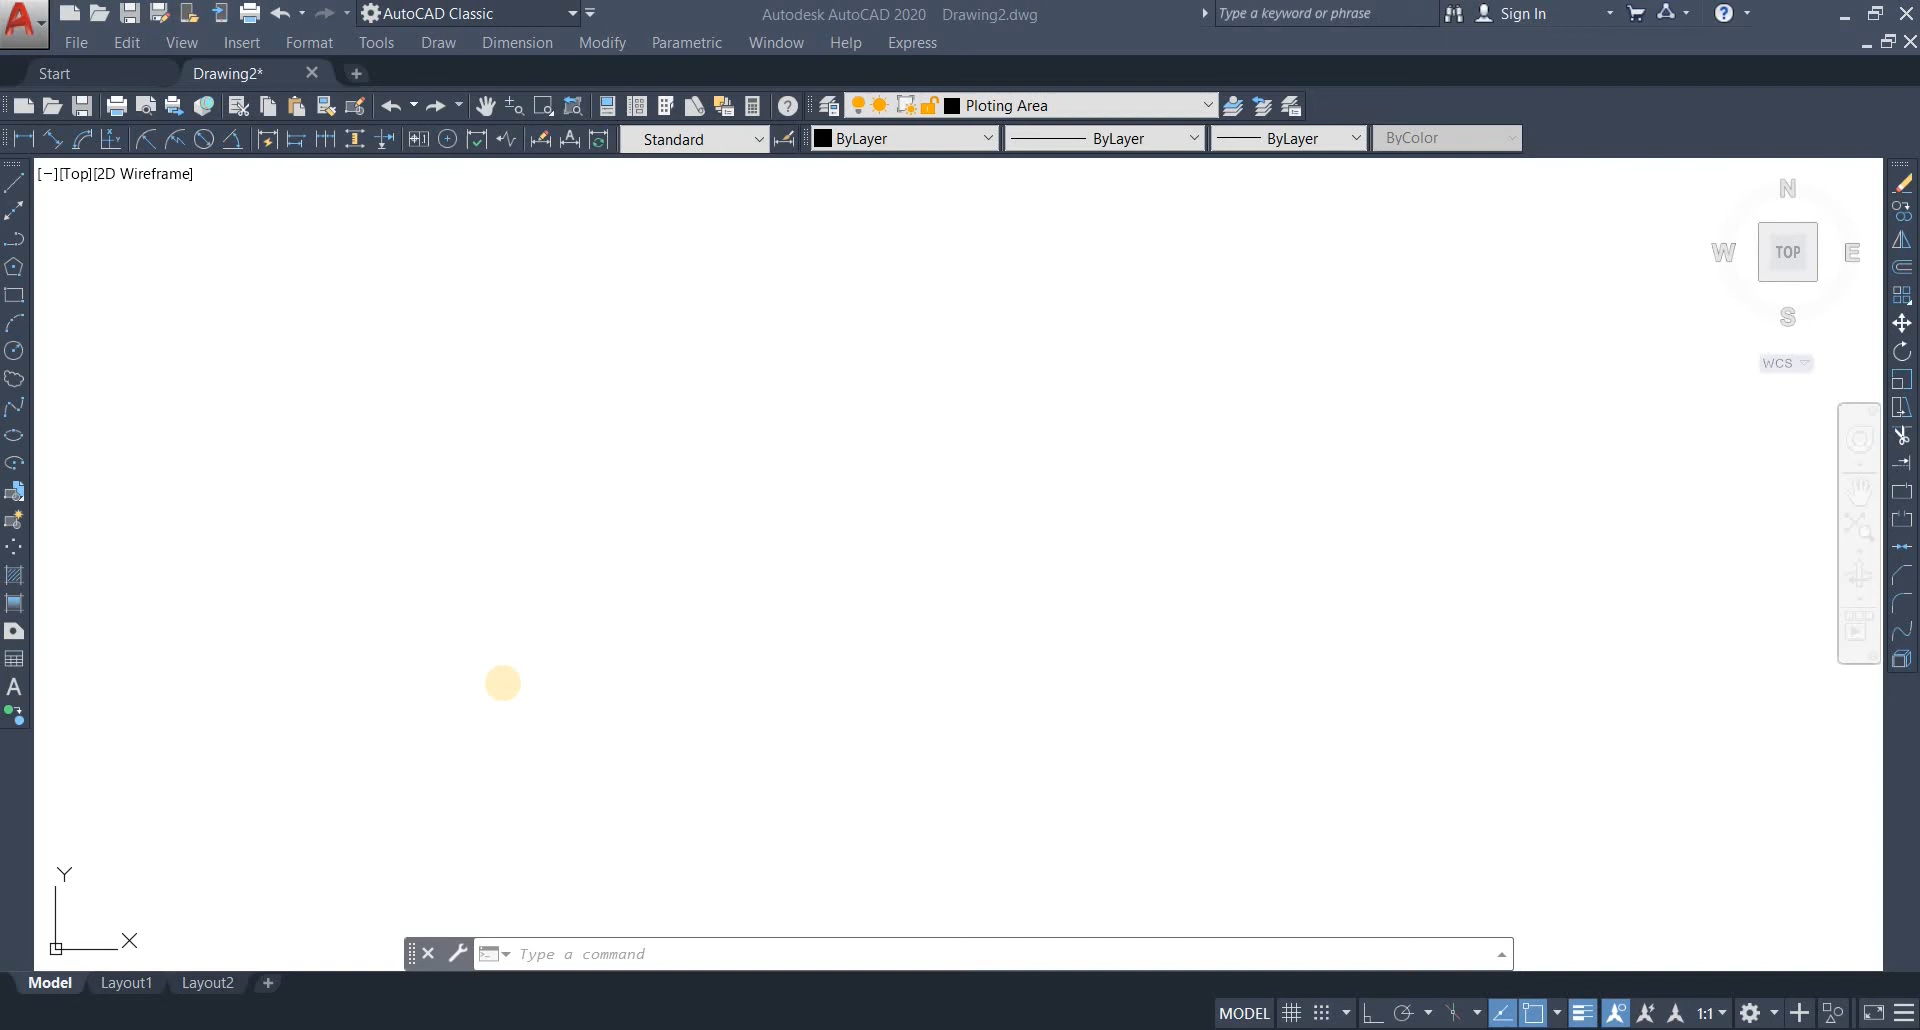 AutoCAD Classic Autodesk AutoCAD 2020 Drawing2.dwg Type a keyword or phrase Sign In
File Edit View Insert Format Tools Draw Dimension Modify Parametric Window Help Express
Start Drawing2*
Ploting Area
Standard ByLayer ByLayer ByLayer ByColor
[−][Top][2D Wireframe]
N
W TOP E
S
WCS
A
Y
X
Type a command
Model Layout1 Layout2
MODEL 1:1